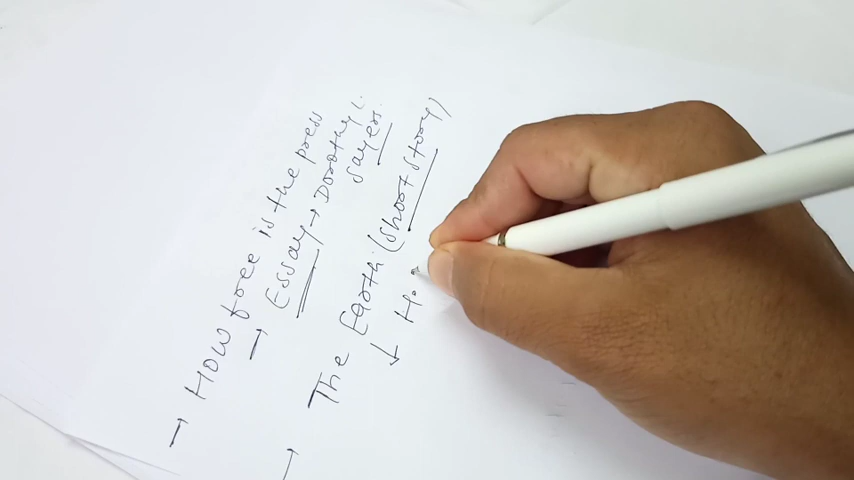 → How free is the press
→ Essay → Dorothy L.
Sayers.
→ The Earth (Short story)
↓ H.